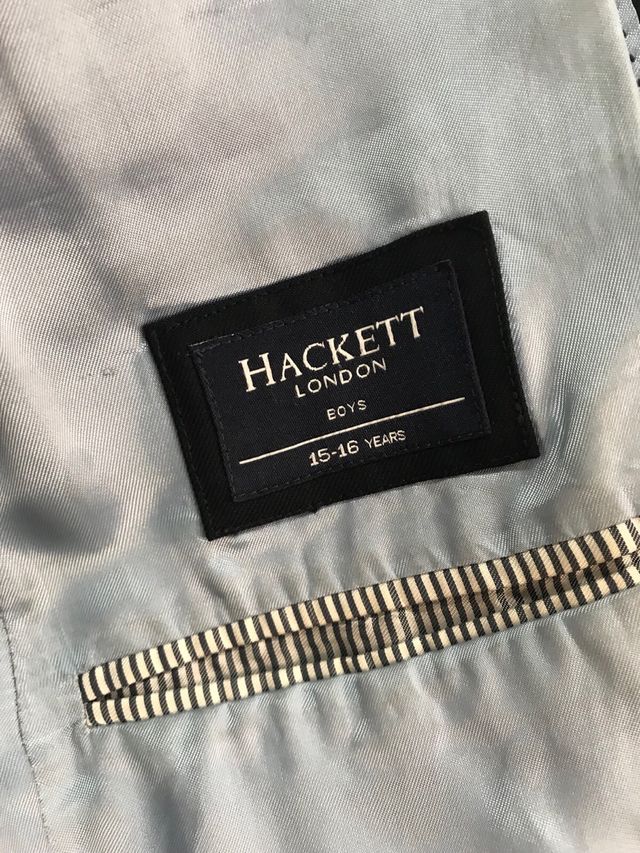 HACKETT
LONDON
BOYS
15-16 YEARS